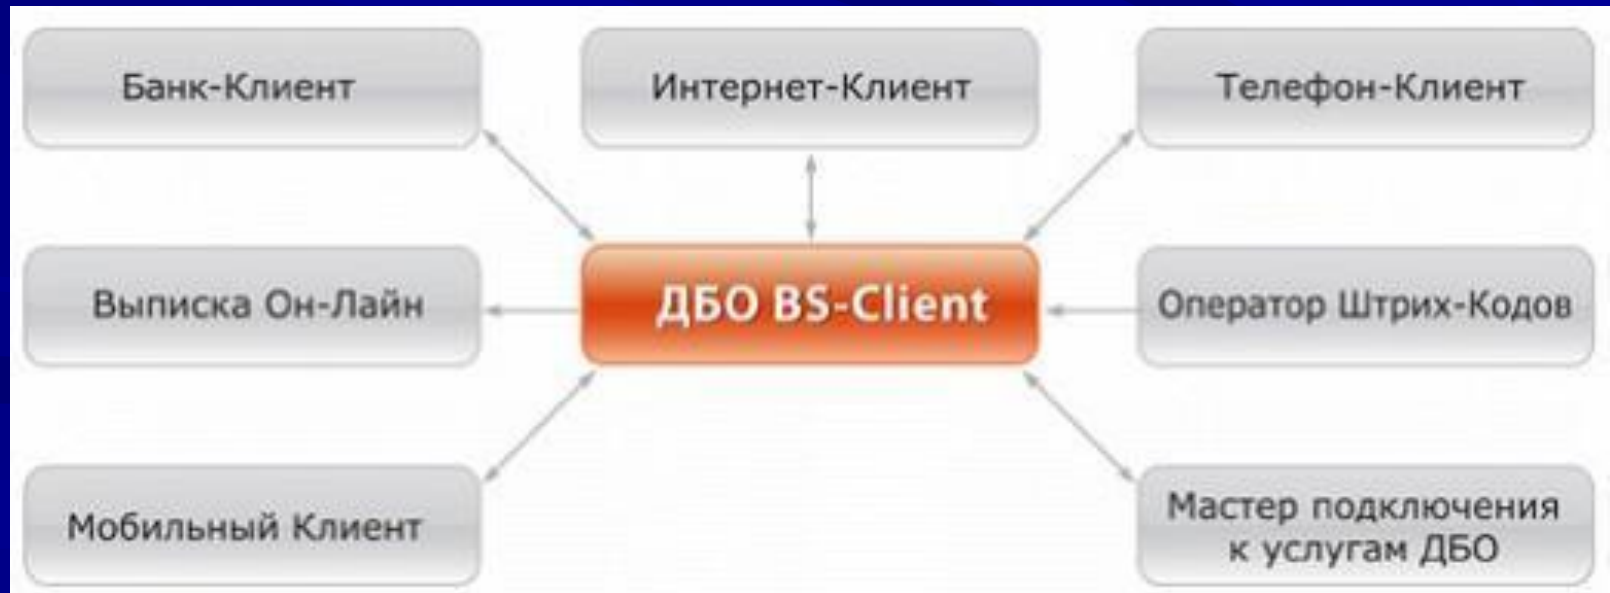 Банк-Клиент
Интернет-Клиент
Телефон-Клиент
Выписка Он-Лайн
ДБО BS-Client
Оператор Штрих-Кодов
Мобильный Клиент
Мастер подключения
к услугам ДБО